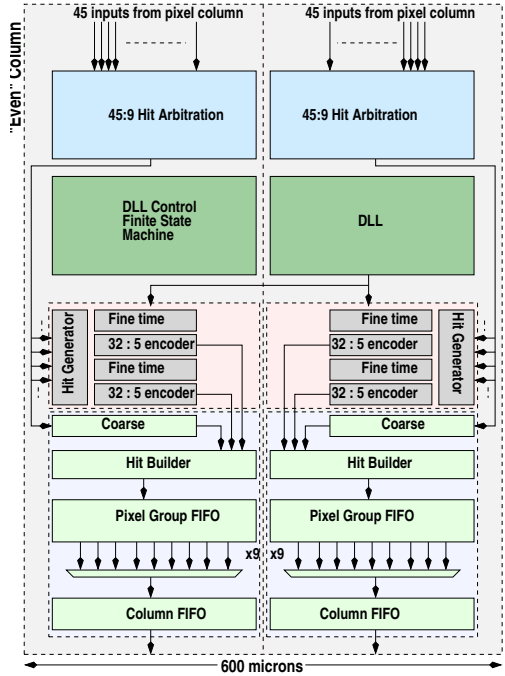 45 inputs from pixel column 45 inputs from pixel column
"Even" Column
45:9 Hit Arbitration 45:9 Hit Arbitration
DLL Control
Finite State
Machine
DLL
Hit Generator
Fine time
32 : 5 encoder
Fine time
32 : 5 encoder
Fine time
32 : 5 encoder
Fine time
32 : 5 encoder
Hit Generator
Coarse Coarse
Hit Builder Hit Builder
Pixel Group FIFO Pixel Group FIFO
x9 x9
Column FIFO Column FIFO
600 microns